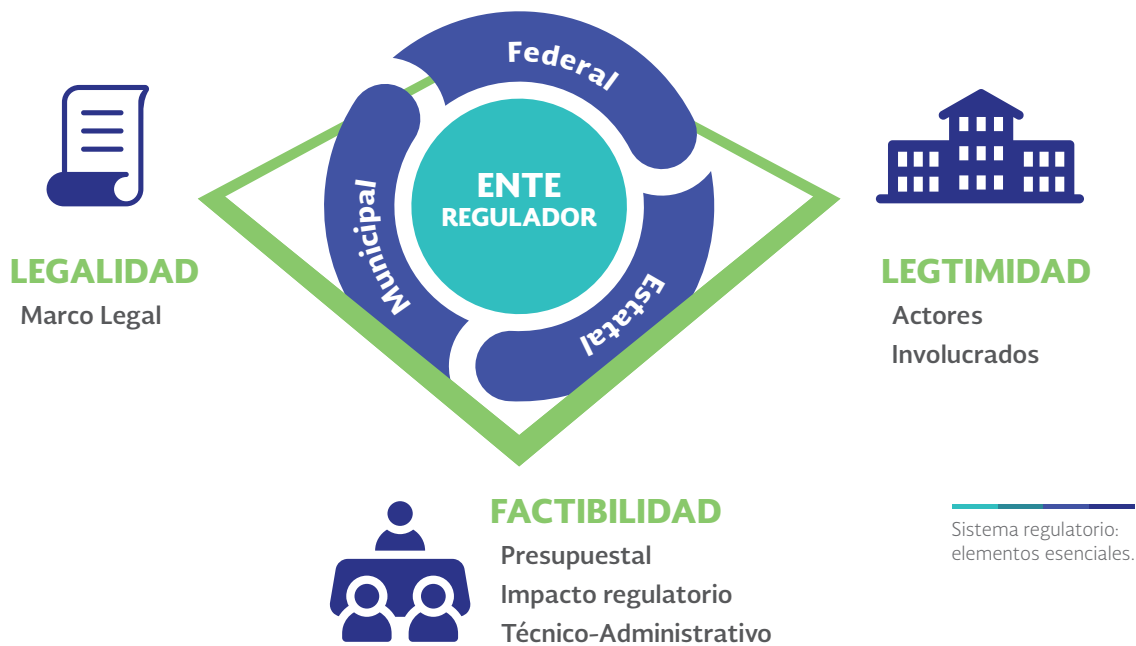 Federal
Municipal
Estatal
ENTE
REGULADOR
LEGALIDAD
Marco Legal
LEGTIMIDAD
Actores
Involucrados
FACTIBILIDAD
Presupuestal
Impacto regulatorio
Técnico-Administrativo
Sistema regulatorio:
elementos esenciales.